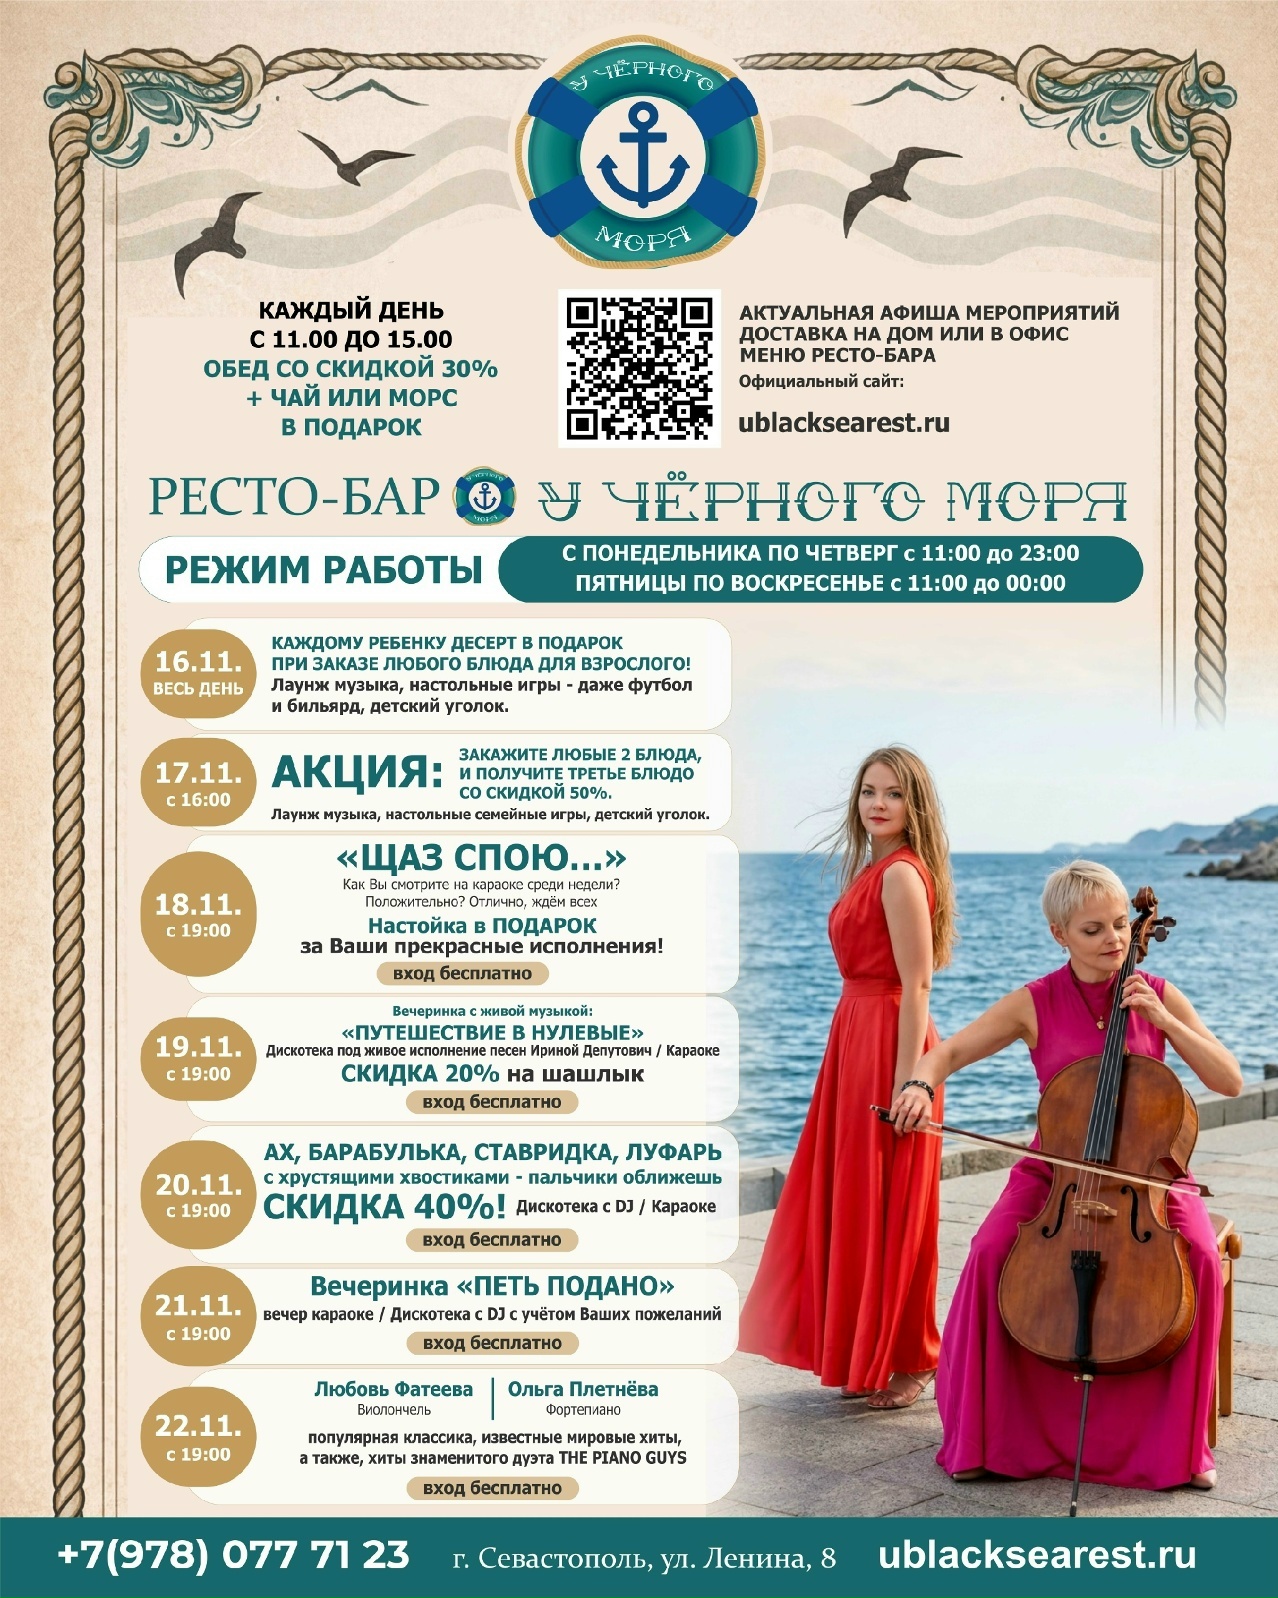 У ЧЁРНОГО
МОРЯ
КАЖДЫЙ ДЕНЬ
С 11.00 ДО 15.00
ОБЕД СО СКИДКОЙ 30%
+ ЧАЙ ИЛИ МОРС
В ПОДАРОК
АКТУАЛЬНАЯ АФИША МЕРОПРИЯТИЙ
ДОСТАВКА НА ДОМ ИЛИ В ОФИС
МЕНЮ РЕСТО-БАРА
Официальный сайт:
ublacksearest.ru
РЕСТО-БАР У ЧЁРНОГО МОРЯ У ЧЁРНОГО МОРЯ
РЕЖИМ РАБОТЫ
С ПОНЕДЕЛЬНИКА ПО ЧЕТВЕРГ с 11:00 до 23:00
ПЯТНИЦЫ ПО ВОСКРЕСЕНЬЕ с 11:00 до 00:00
16.11.
ВЕСЬ ДЕНЬ
КАЖДОМУ РЕБЕНКУ ДЕСЕРТ В ПОДАРОК
ПРИ ЗАКАЗЕ ЛЮБОГО БЛЮДА ДЛЯ ВЗРОСЛОГО!
Лаунж музыка, настольные игры - даже футбол
и бильярд, детский уголок.
17.11.
с 16:00
АКЦИЯ:
ЗАКАЖИТЕ ЛЮБЫЕ 2 БЛЮДА,
И ПОЛУЧИТЕ ТРЕТЬЕ БЛЮДО
СО СКИДКОЙ 50%.
Лаунж музыка, настольные семейные игры, детский уголок.
18.11.
с 19:00
«ЩАЗ СПОЮ...»
Как Вы смотрите на караоке среди недели?
Положительно? Отлично, ждём всех
Настойка в ПОДАРОК
за Ваши прекрасные исполнения!
вход бесплатно
19.11.
с 19:00
Вечеринка с живой музыкой:
«ПУТЕШЕСТВИЕ В НУЛЕВЫЕ»
Дискотека под живое исполнение песен Ириной Депутович / Караоке
СКИДКА 20% на шашлык
вход бесплатно
20.11.
с 19:00
АХ, БАРАБУЛЬКА, СТАВРИДКА, ЛУФАРЬ
с хрустящими хвостиками - пальчики оближешь
СКИДКА 40%! Дискотека с DJ / Караоке
вход бесплатно
21.11.
с 19:00
Вечеринка «ПЕТЬ ПОДАНО»
вечер караоке / Дискотека с DJ с учётом Ваших пожеланий
вход бесплатно
22.11.
с 19:00
Любовь Фатеева
Виолончель
Ольга Плетнёва
Фортепиано
популярная классика, известные мировые хиты,
а также, хиты знаменитого дуэта THE PIANO GUYS
вход бесплатно
+7(978) 077 71 23 г. Севастополь, ул. Ленина, 8 ublacksearest.ru